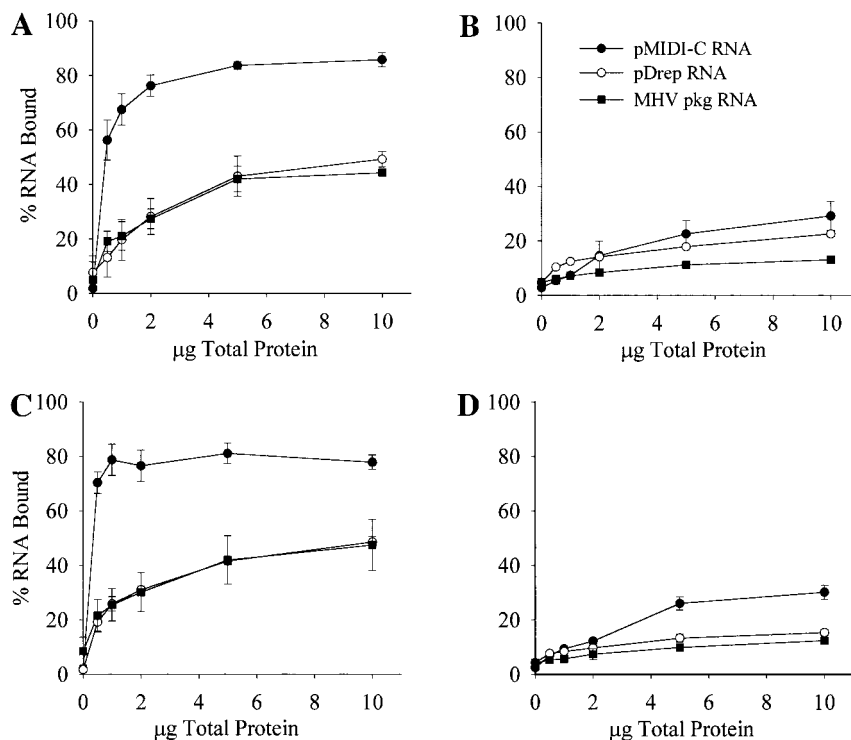 A
% RNA Bound
100
80
60
40
20
0
0 2 4 6 8 10
µg Total Protein
B
pMIDI-C RNA
pDrep RNA
MHV pkg RNA
100
80
60
40
20
0
0 2 4 6 8 10
µg Total Protein
C
% RNA Bound
100
80
60
40
20
0
0 2 4 6 8 10
µg Total Protein
D
100
80
60
40
20
0
0 2 4 6 8 10
µg Total Protein